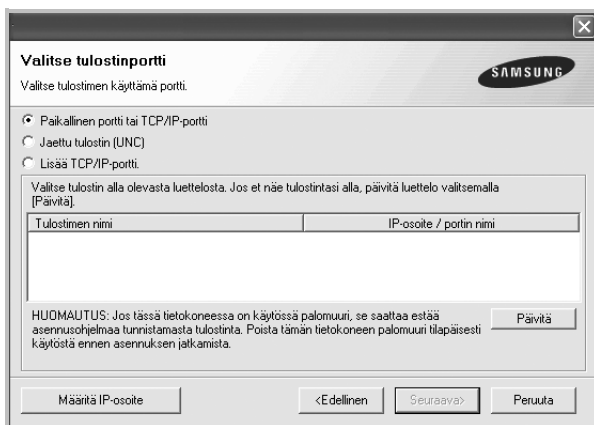 Valitse tulostinportti
Valitse tulostimen käyttämä portti.
SAMSUNG
Paikallinen portti tai TCP/IP-portti
Jaettu tulostin (UNC)
Lisää TCP/IP-portti.
Valitse tulostin alla olevasta luettelosta. Jos et näe tulostintasi alla, päivitä luettelo valitsemalla
[Päivitä].
Tulostimen nimi IP-osoite / portin nimi
HUOMAUTUS: Jos tässä tietokoneessa on käytössä palomuuri, se saattaa estää
asennusohjelmaa tunnistamasta tulostinta. Poista tämän tietokoneen palomuuri tilapäisesti
käytöstä ennen asennuksen jatkamista.
Päivitä
Määritä IP-osoite <Edellinen Seuraava> Peruuta